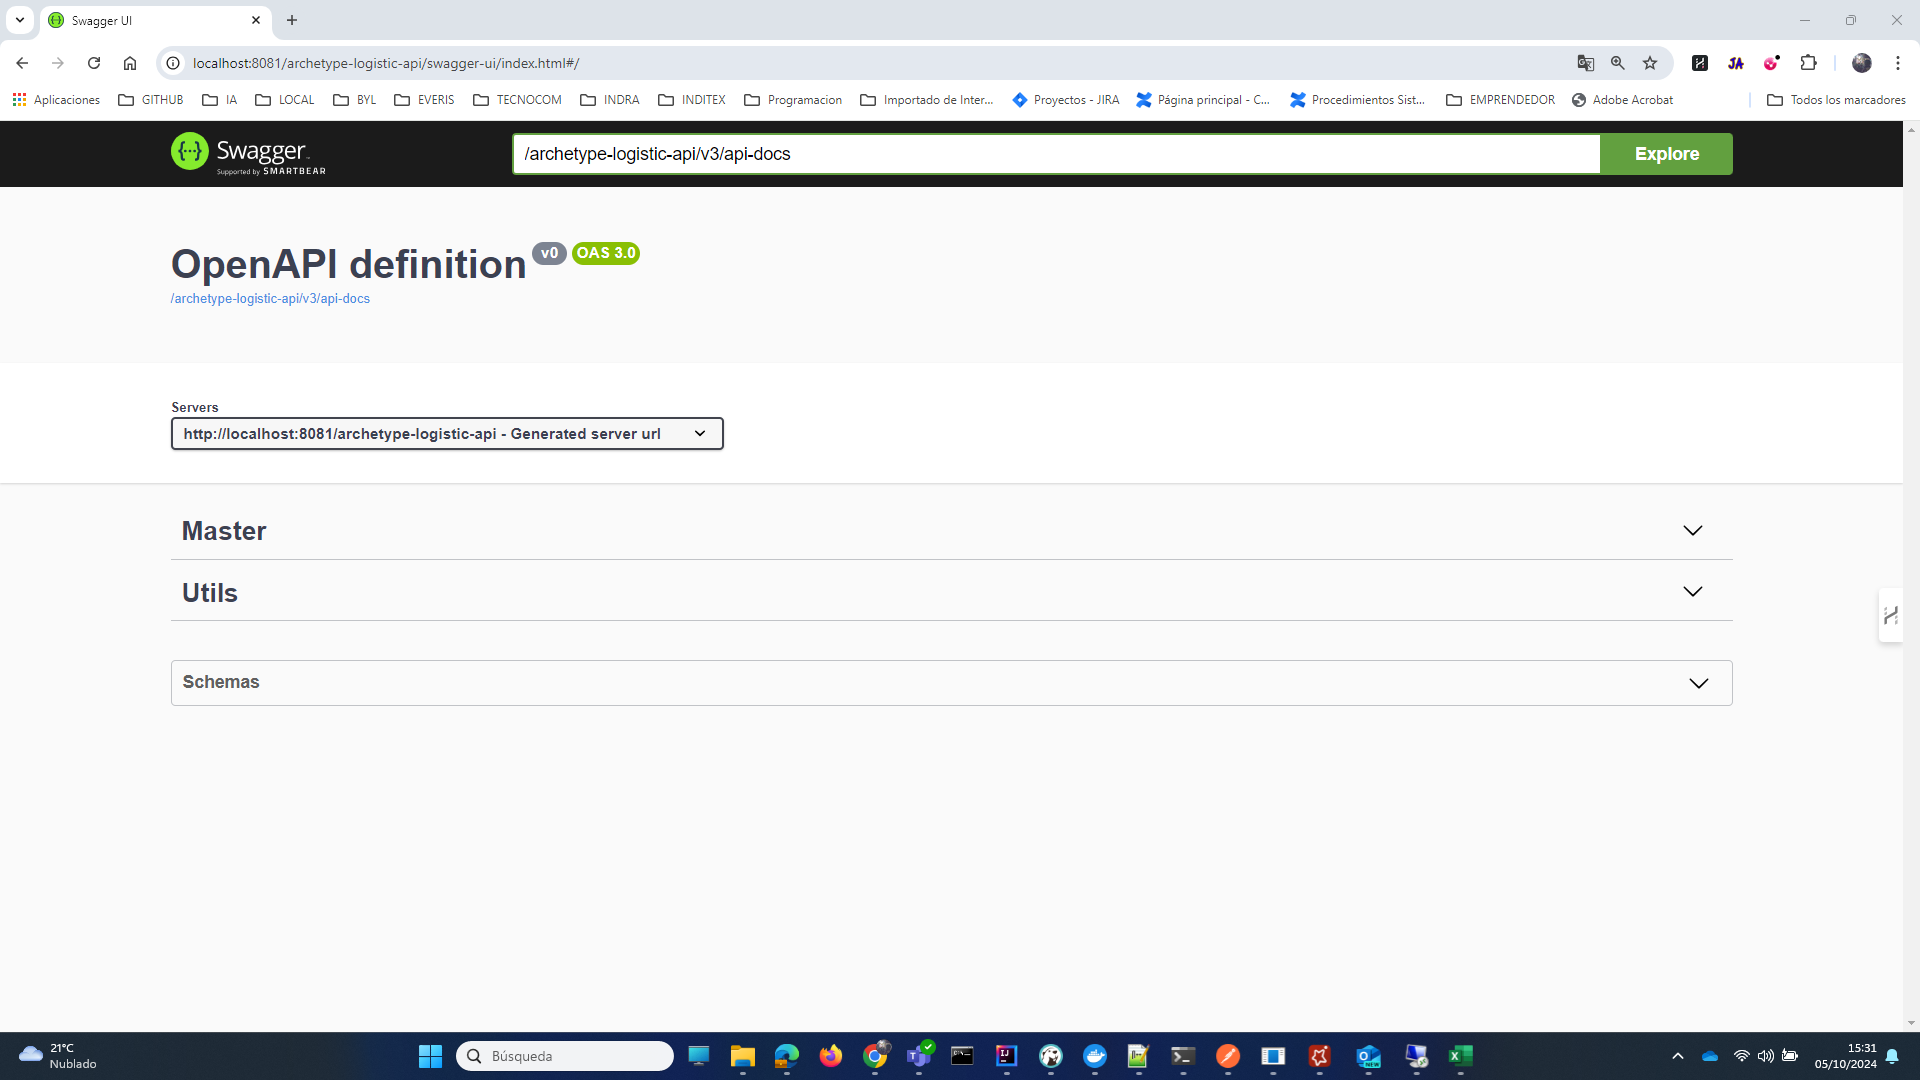 Swagger UI
localhost:8081/archetype-logistic-api/swagger-ui/index.html#/
JA
Aplicaciones
GITHUB
IA
LOCAL
BYL
EVERIS
TECNOCOM
INDRA
INDITEX
Programacion
Importado de Inter...
Proyectos - JIRA
Página principal - C...
Procedimientos Sist...
EMPRENDEDOR
Adobe Acrobat
Todos los marcadores
Swagger
Supported by SMARTBEAR
/archetype-logistic-api/v3/api-docs
Explore
OpenAPI definition v0 OAS 3.0
/archetype-logistic-api/v3/api-docs
Servers
http://localhost:8081/archetype-logistic-api - Generated server url
Master
Utils
Schemas
21°C
Nublado
Búsqueda
15:31
05/10/2024